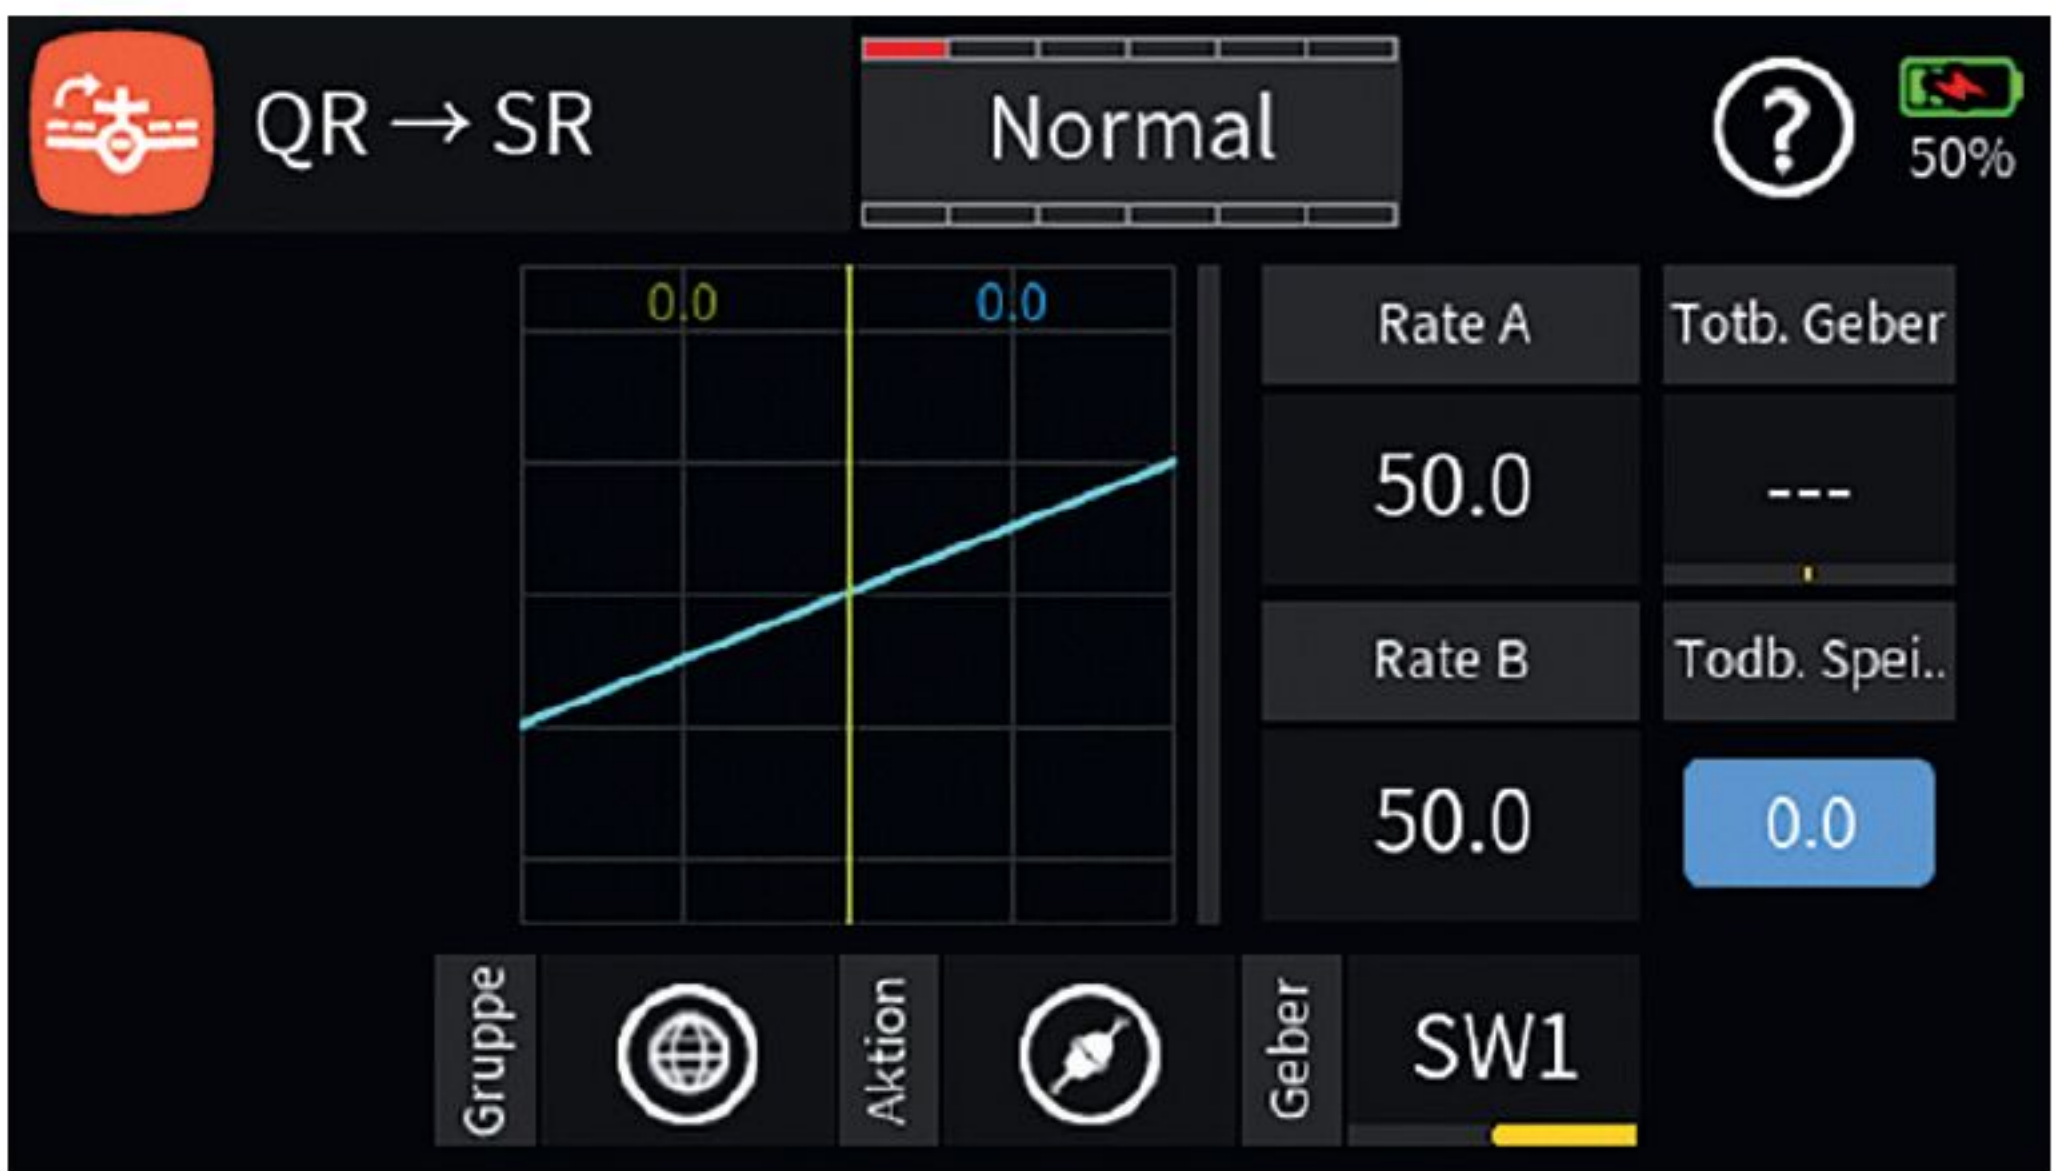 QR→SR
Normal
?
50%
0.0
0.0
Rate A
Totb. Geber
50.0
---
Rate B
Todb. Spei..
50.0
0.0
Gruppe
Aktion
Geber
SW1